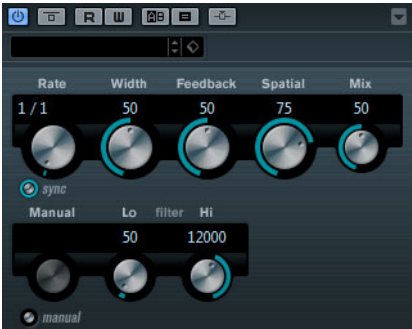 R W AB
Rate Width Feedback Spatial Mix
1 / 1 50 50 75 50
sync
Manual Lo filter Hi
50 12000
manual